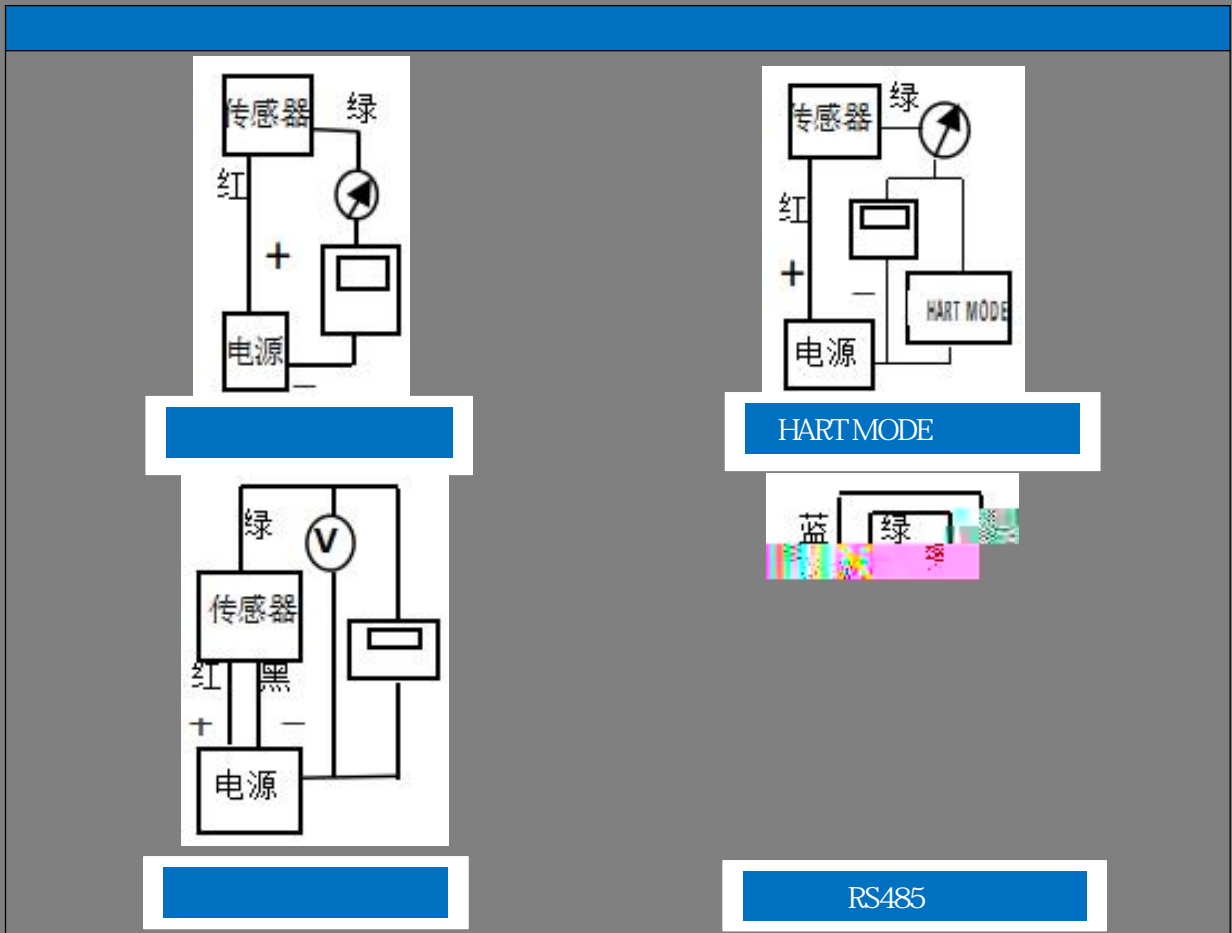 传感器
绿
红
+
电源
—
传感器
绿
红
+
—
HART MODE
电源
HART MODE
绿
V
传感器
红
黑
+
—
电源
蓝
绿
RS485